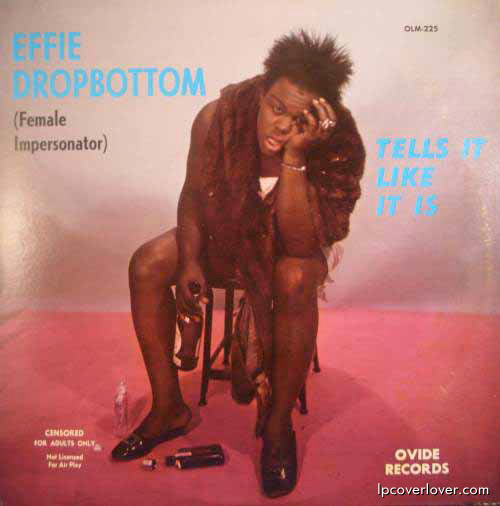 OLM-225
EFFIE
DROPBOTTOM
(Female
Impersonator)
TELLS IT
LIKE
IT IS
CENSORED
FOR ADULTS ONLY
Not Licensed
For Air Play
OVIDE
RECORDS
lpcoverlover.com